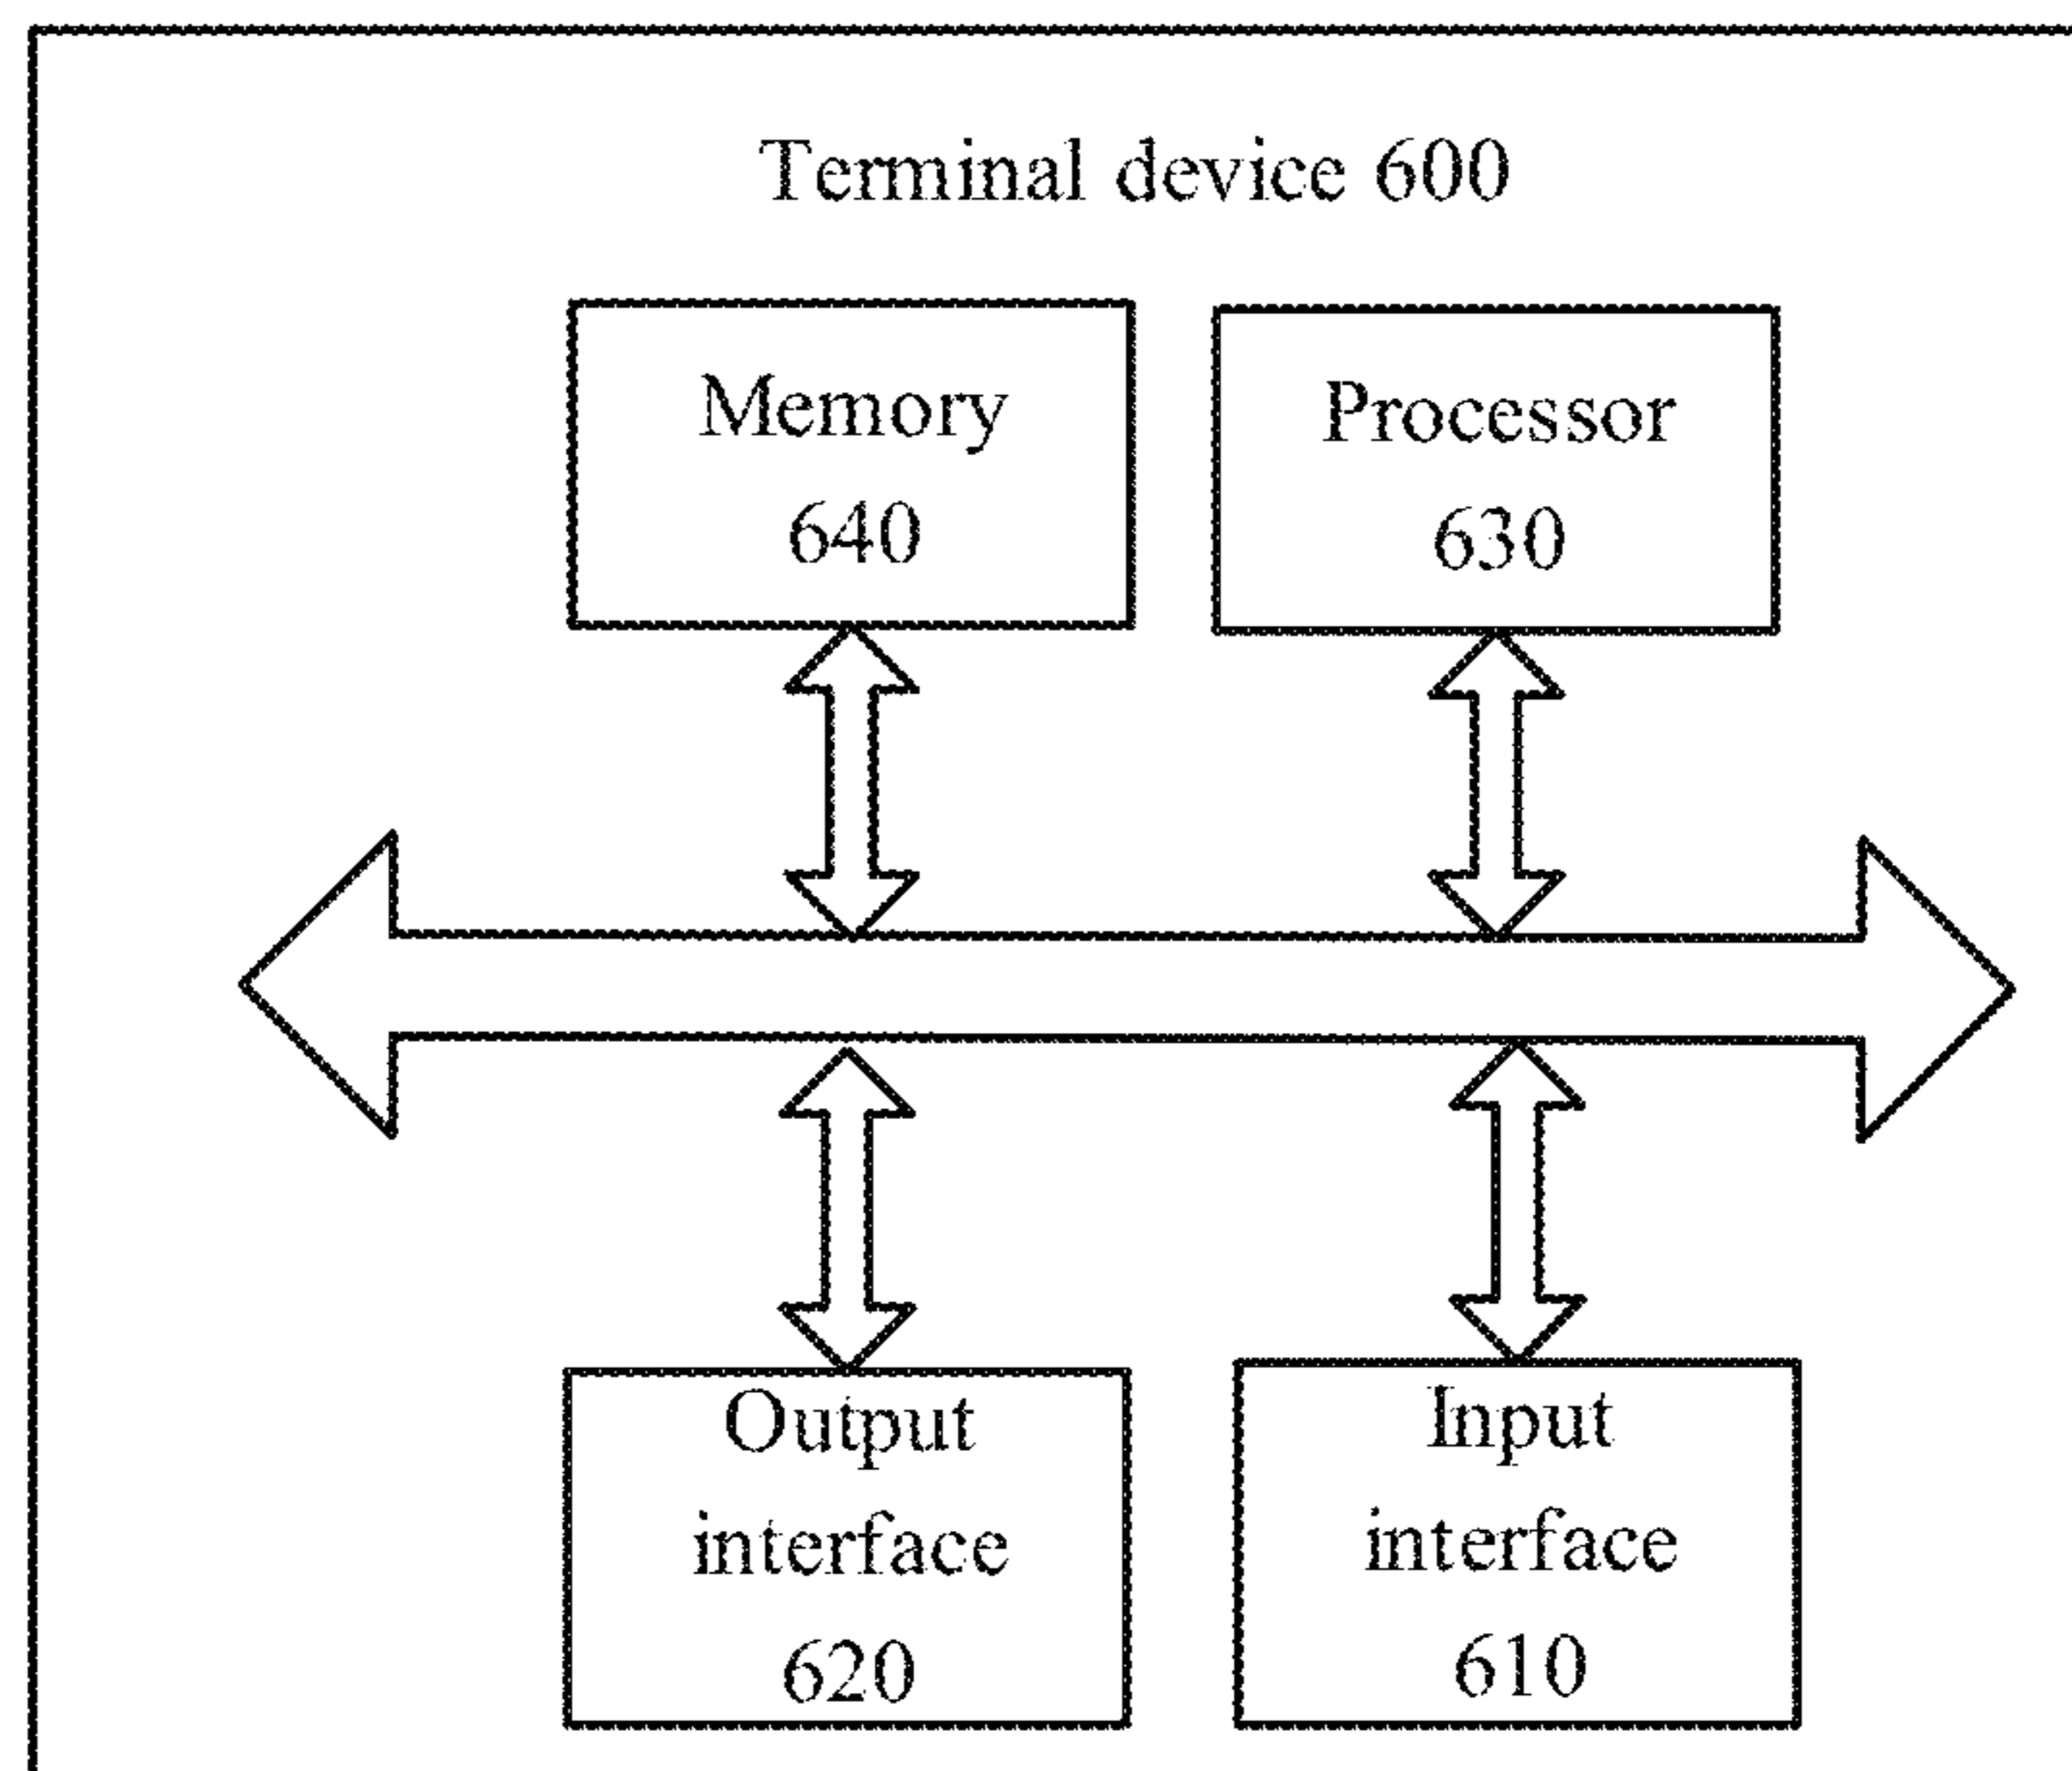 Terminal device 600
Memory
640
Processor
630
Output
interface
620
Input
interface
610